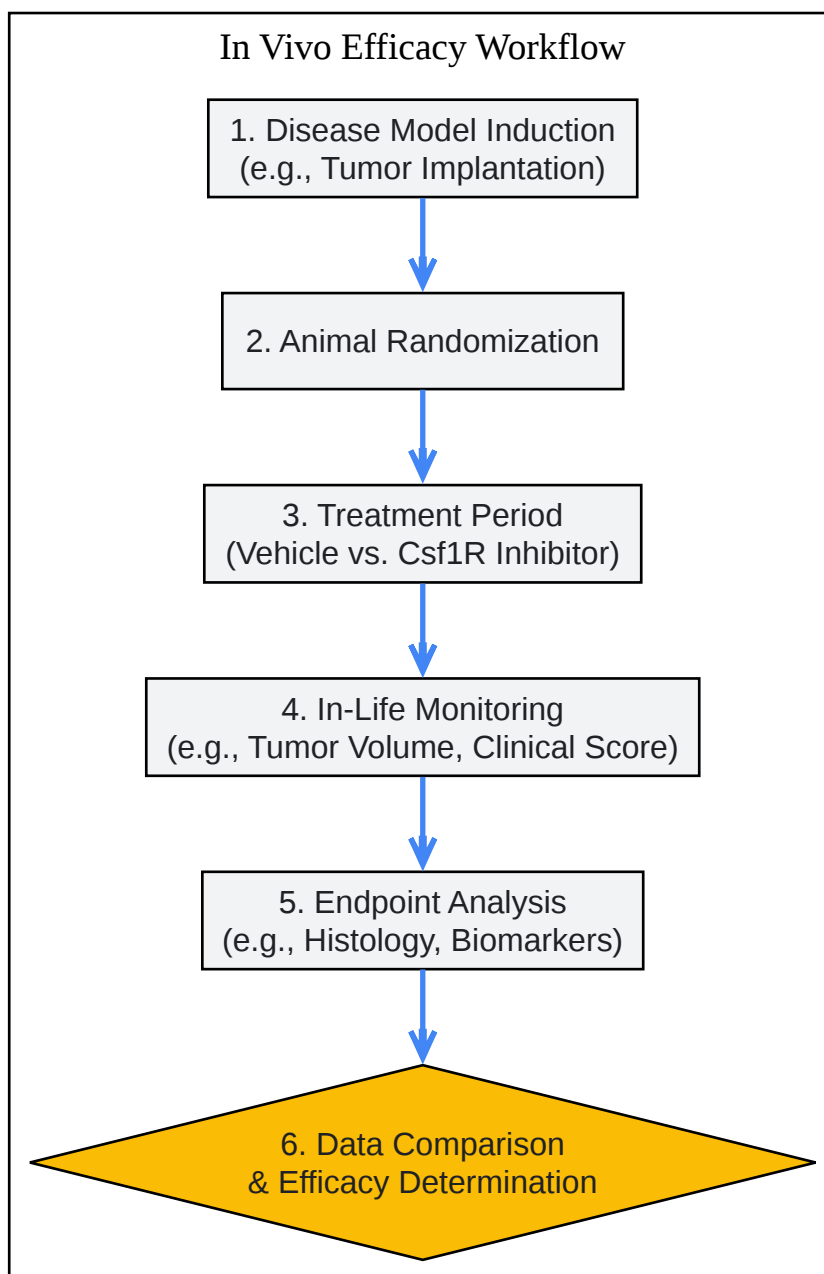 In Vivo Efficacy Workflow
1. Disease Model Induction
(e.g., Tumor Implantation)
2. Animal Randomization
3. Treatment Period
(Vehicle vs. Csf1R Inhibitor)
4. In-Life Monitoring
(e.g., Tumor Volume, Clinical Score)
5. Endpoint Analysis
(e.g., Histology, Biomarkers)
6. Data Comparison
& Efficacy Determination